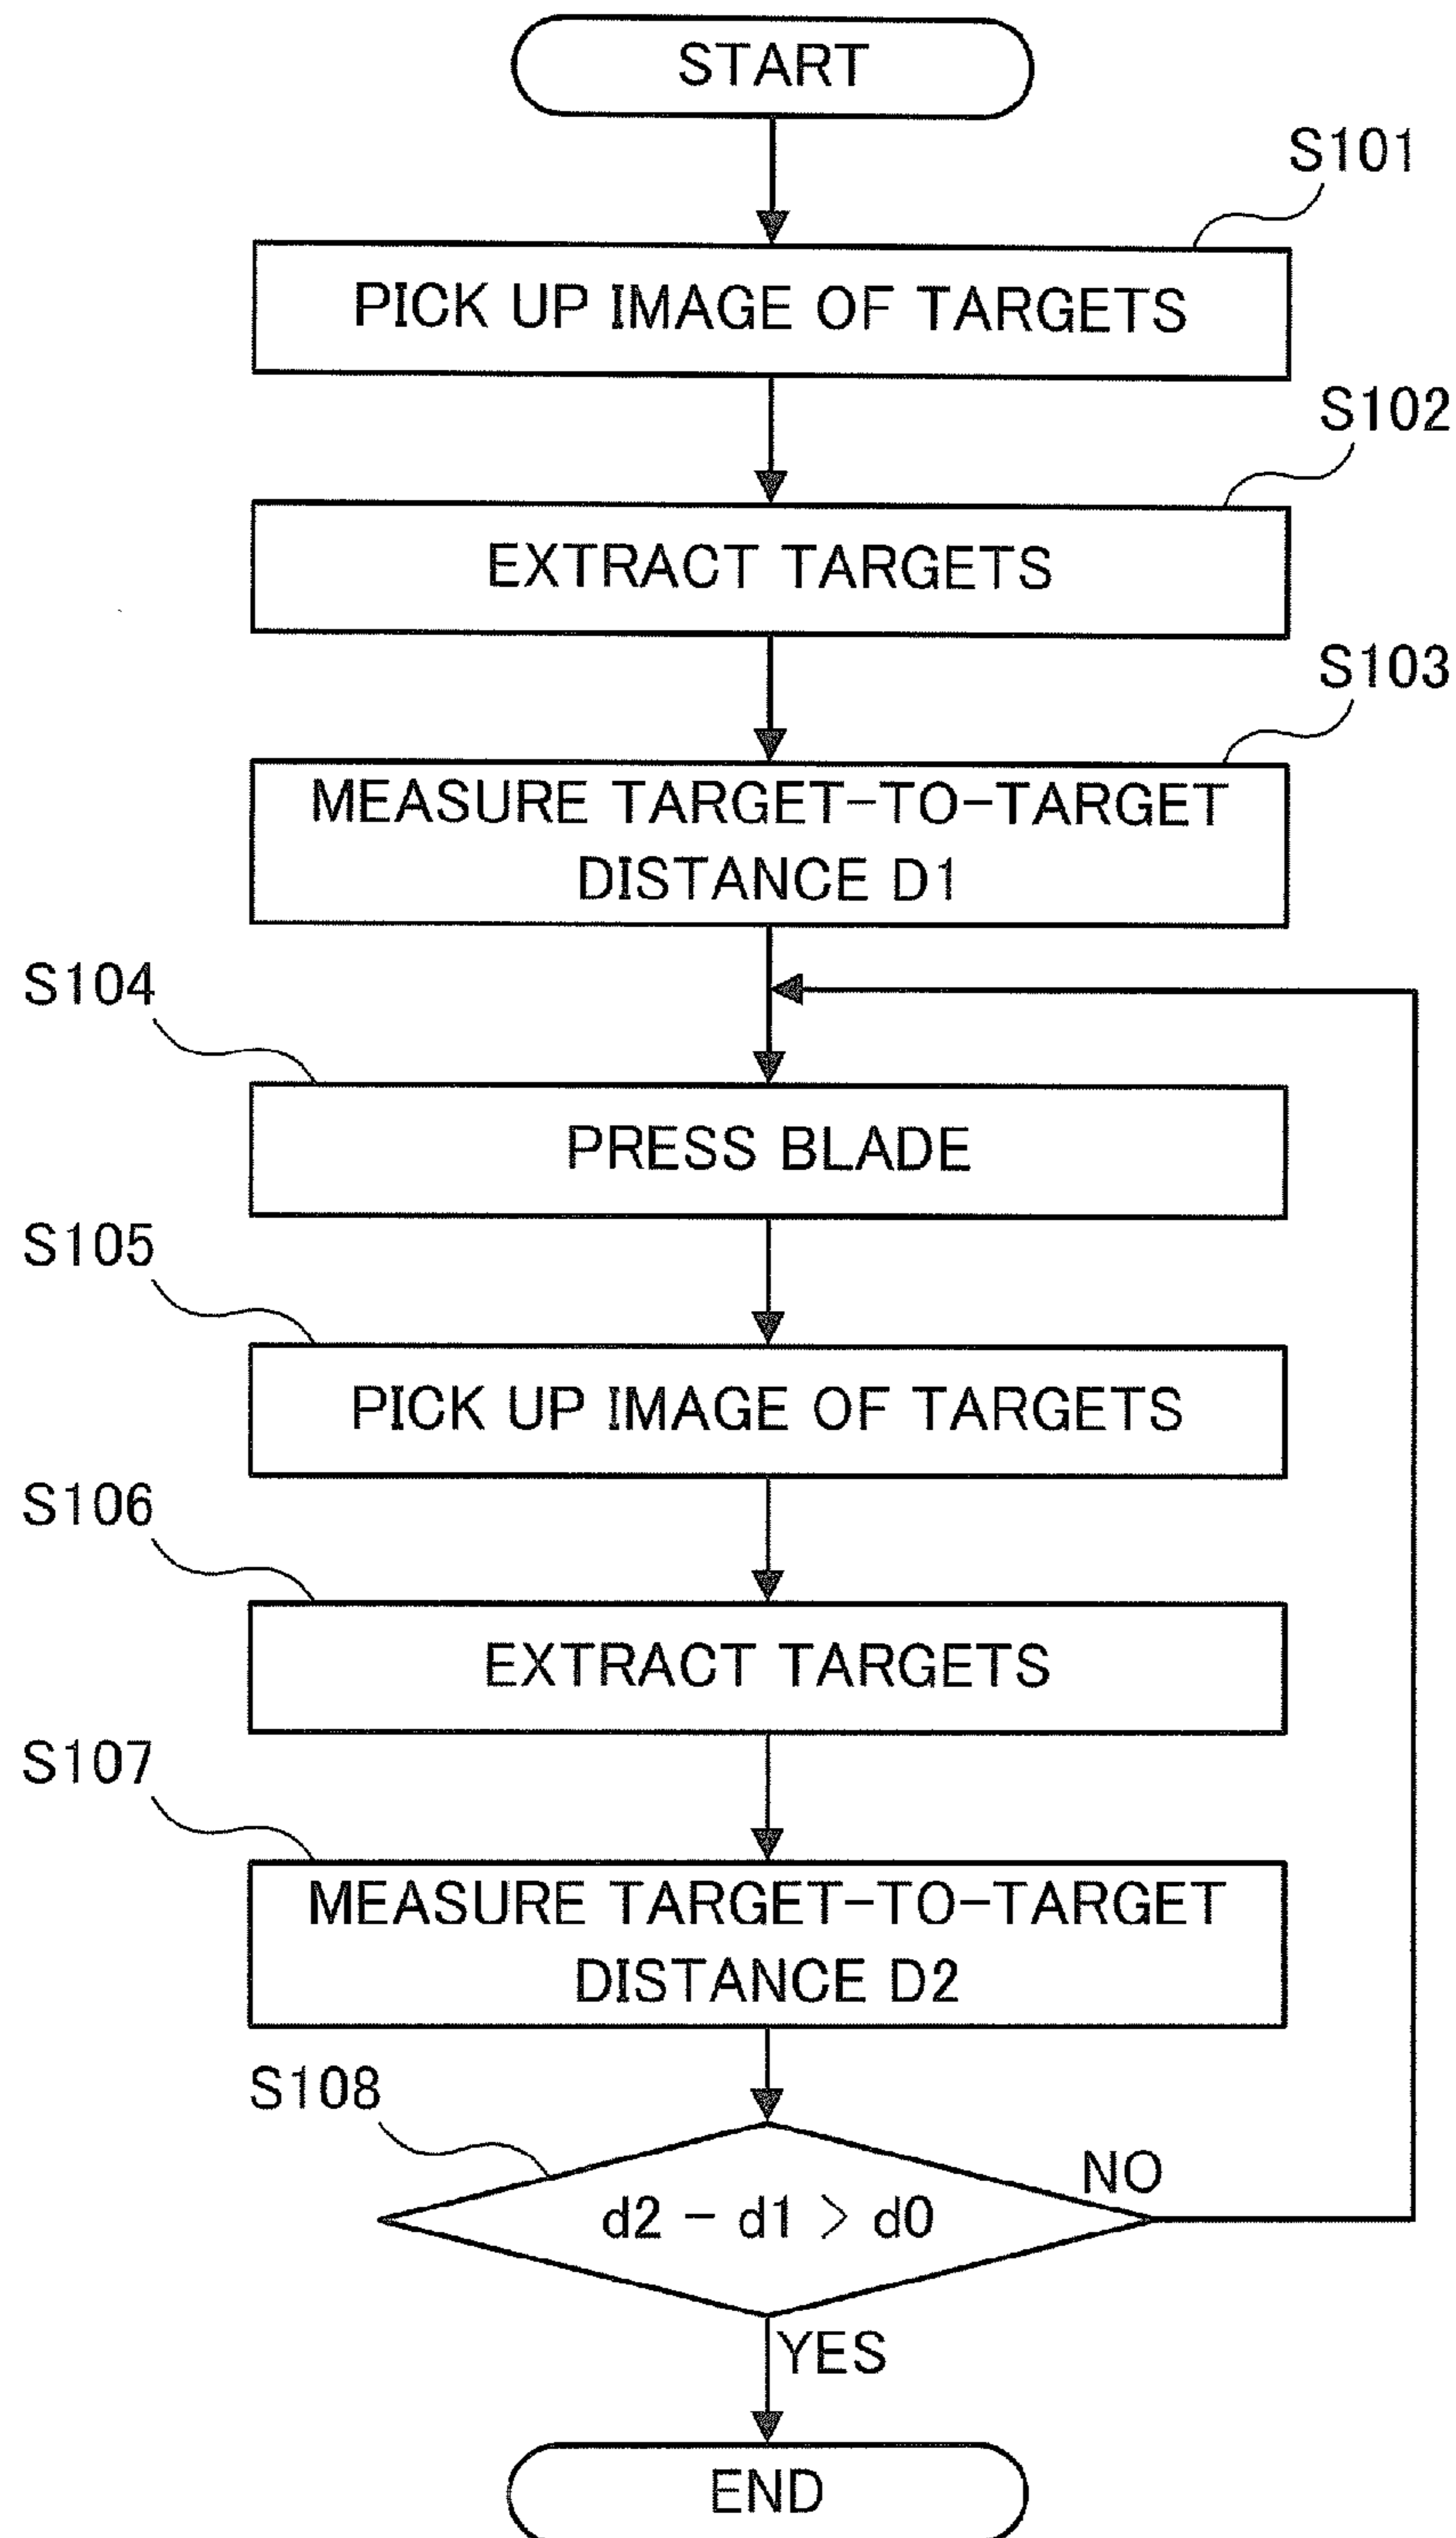 START
S101
PICK UP IMAGE OF TARGETS
S102
EXTRACT TARGETS
S103
MEASURE TARGET-TO-TARGET
DISTANCE D1
S104
PRESS BLADE
S105
PICK UP IMAGE OF TARGETS
S106
EXTRACT TARGETS
S107
MEASURE TARGET-TO-TARGET
DISTANCE D2
S108
NO
d2 - d1 > d0
YES
END